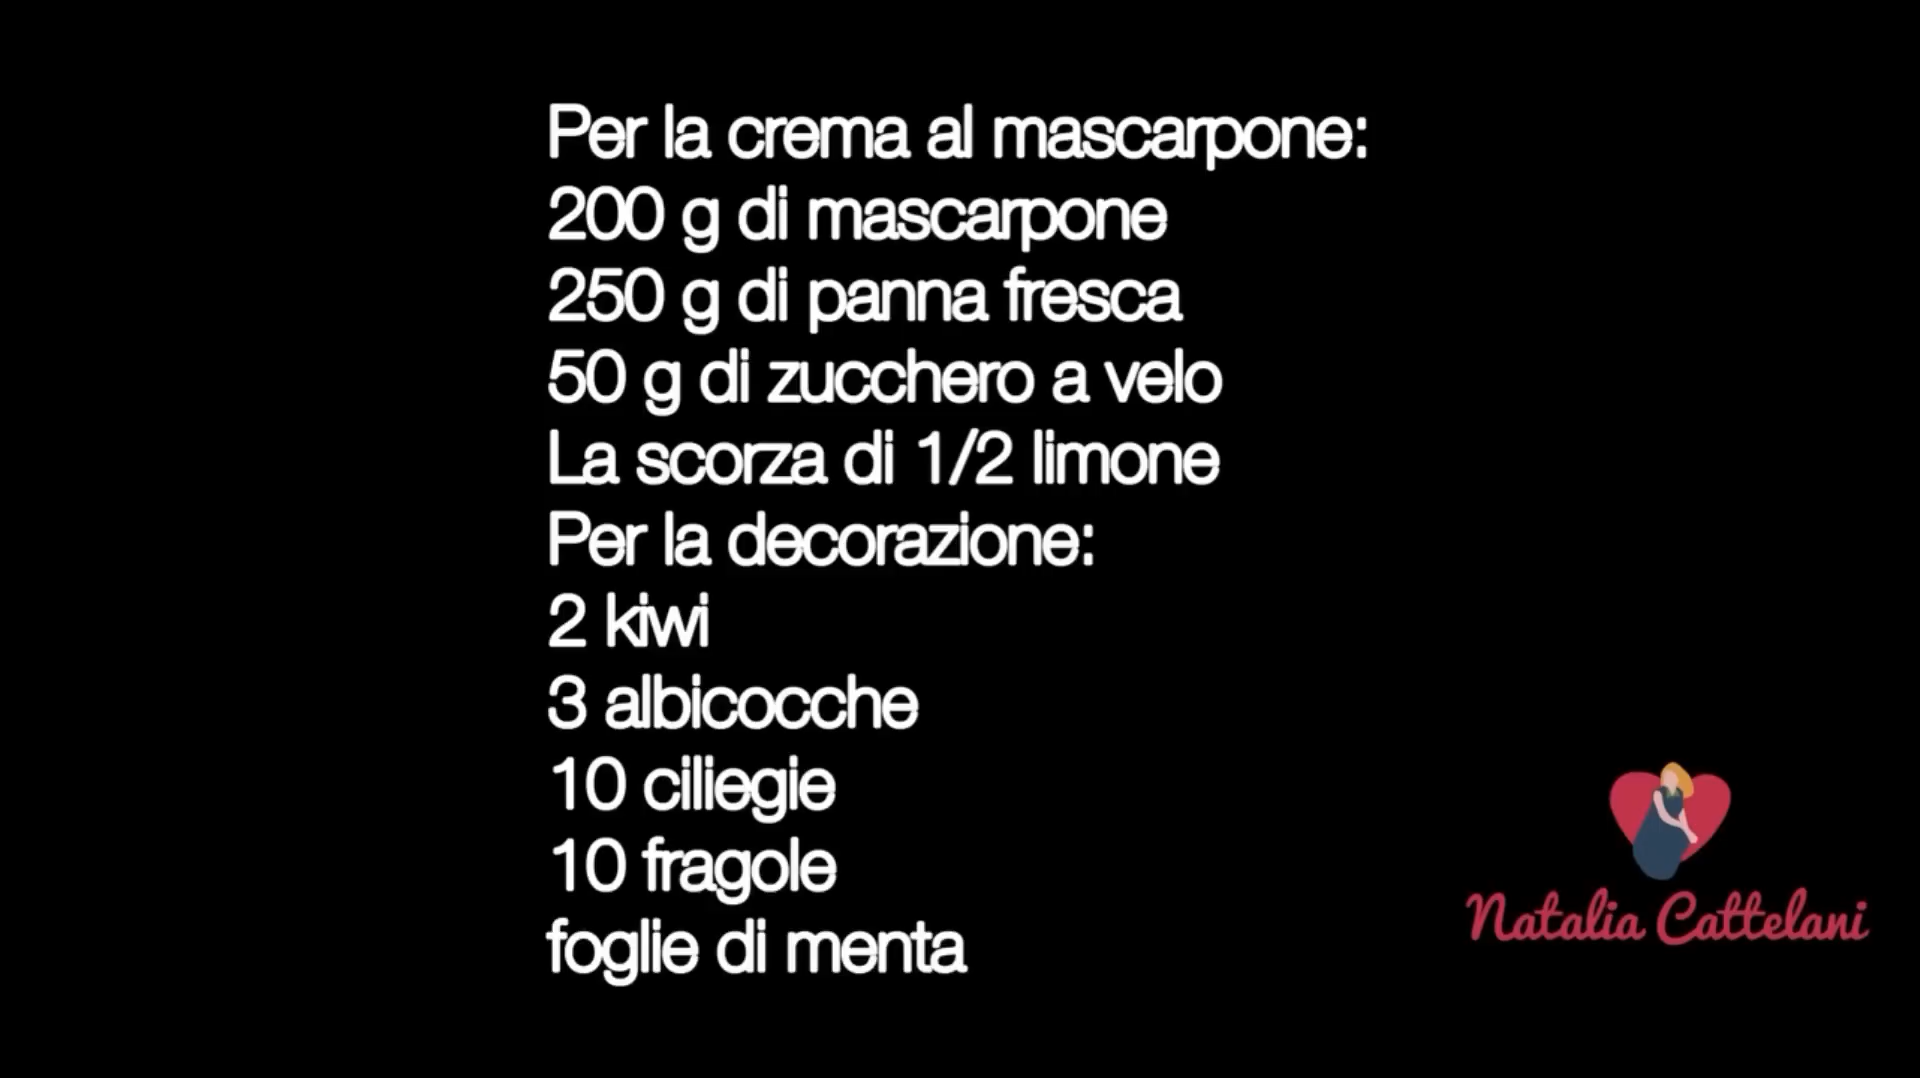 Per la crema al mascarpone:
200 g di mascarpone
250 g di panna fresca
50 g di zucchero a velo
La scorza di 1/2 limone
Per la decorazione:
2 kiwi
3 albicocche
10 ciliegie
10 fragole
foglie di menta
Natalia Cattelani